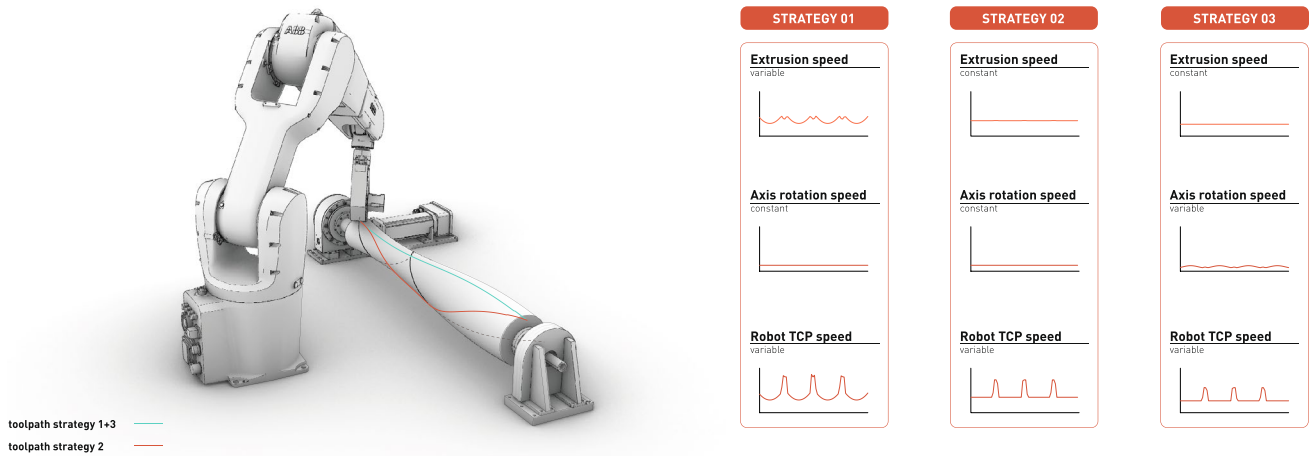 ABB
ABB
toolpath strategy 1+3
toolpath strategy 2
STRATEGY 01
Extrusion speed
variable
Axis rotation speed
constant
Robot TCP speed
variable
STRATEGY 02
Extrusion speed
constant
Axis rotation speed
constant
Robot TCP speed
variable
STRATEGY 03
Extrusion speed
constant
Axis rotation speed
variable
Robot TCP speed
variable